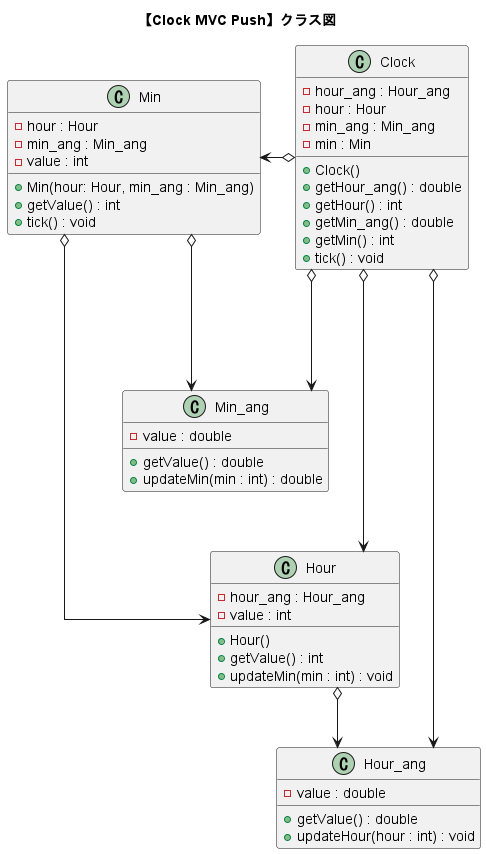 【Clock MVC Push】クラス図
C Min
hour : Hour
min_ang : Min_ang
value : int
Min(hour: Hour, min_ang : Min_ang)
getValue() : int
tick() : void
C Clock
hour_ang : Hour_ang
hour : Hour
min_ang : Min_ang
min : Min
Clock()
getHour_ang() : double
getHour() : int
getMin_ang() : double
getMin() : int
tick() : void
C Min_ang
value : double
getValue() : double
updateMin(min : int) : double
C Hour
hour_ang : Hour_ang
value : int
Hour()
getValue() : int
updateMin(min : int) : void
C Hour_ang
value : double
getValue() : double
updateHour(hour : int) : void